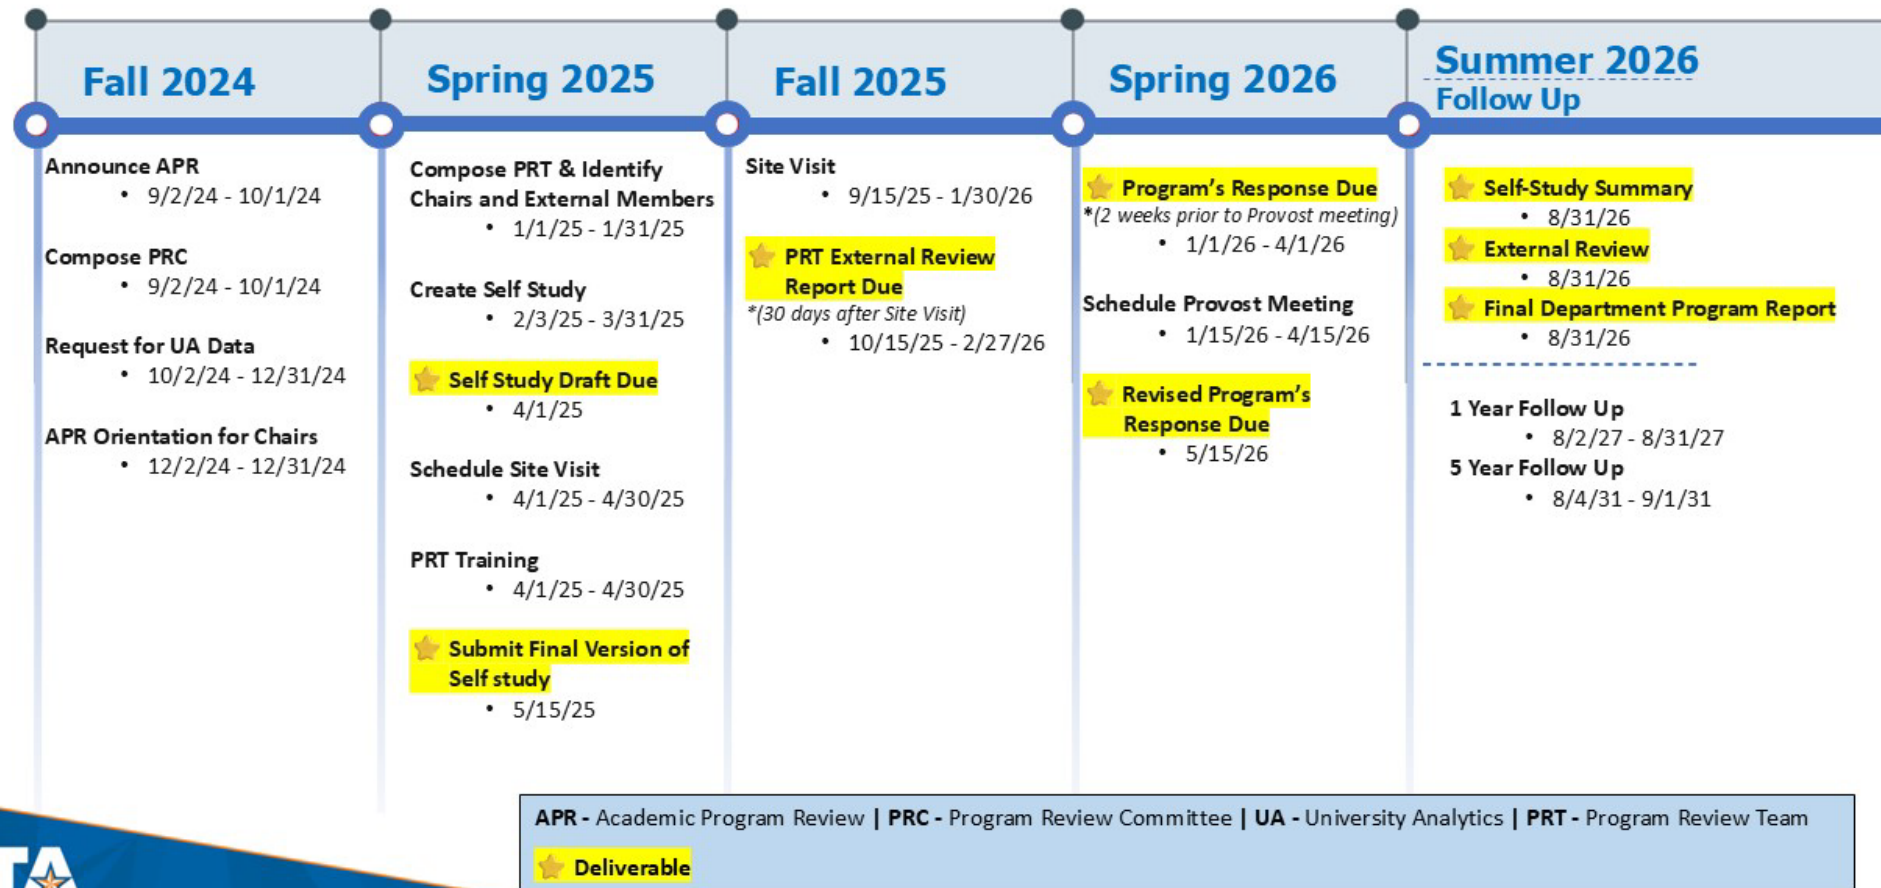 Fall 2024
Announce APR
• 9/2/24 - 10/1/24
Compose PRC
• 9/2/24 - 10/1/24
Request for UA Data
• 10/2/24 - 12/31/24
APR Orientation for Chairs
• 12/2/24 - 12/31/24
Spring 2025
Compose PRT & Identify
Chairs and External Members
• 1/1/25 - 1/31/25
Create Self Study
• 2/3/25 - 3/31/25
Self Study Draft Due
• 4/1/25
Schedule Site Visit
• 4/1/25 - 4/30/25
PRT Training
• 4/1/25 - 4/30/25
Submit Final Version of
Self study
• 5/15/25
Fall 2025
Site Visit
• 9/15/25 - 1/30/26
PRT External Review
Report Due
*(30 days after Site Visit)
• 10/15/25 - 2/27/26
Spring 2026
Program's Response Due
*(2 weeks prior to Provost meeting)
• 1/1/26 - 4/1/26
Schedule Provost Meeting
• 1/15/26 - 4/15/26
Revised Program's
Response Due
• 5/15/26
Summer 2026
Follow Up
Self-Study Summary
• 8/31/26
External Review
• 8/31/26
Final Department Program Report
• 8/31/26
1 Year Follow Up
• 8/2/27 - 8/31/27
5 Year Follow Up
• 8/4/31 - 9/1/31
APR - Academic Program Review | PRC - Program Review Committee | UA - University Analytics | PRT - Program Review Team
Deliverable
TA